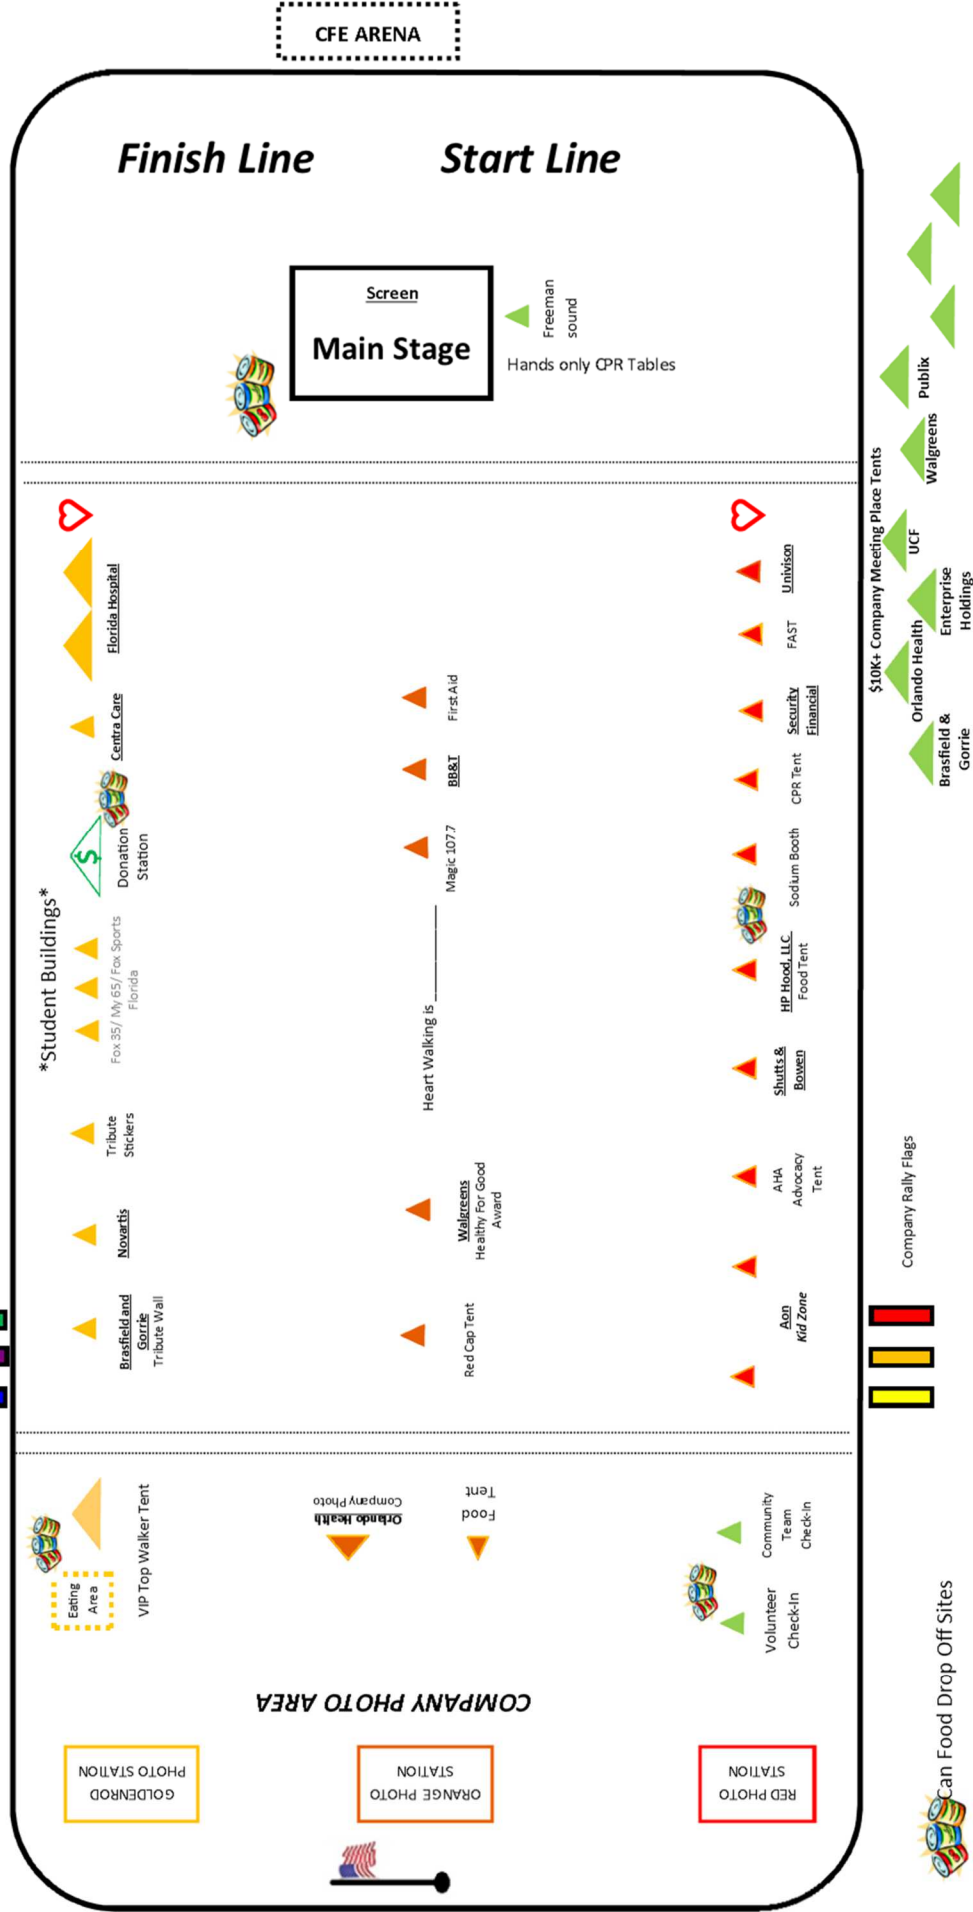 CFE ARENA
Finish Line
Start Line
Screen
Main Stage
Freeman
sound
Hands only CPR Tables
Publix
Walgreens
UCF
Enterprise
Holdings
Orlando Health
Brasfield &
Gorrie
$10K+ Company Meeting Place Tents
Florida Hospital
Centra Care
$
Donation
Station
*Student Buildings*
Fox 35/ My 65/ Fox Sports
Florida
Tribute
Stickers
Novartis
Brasfield and
Gorrie
Tribute Wall
First Aid
BB&T
Magic 107.7
Heart Walking is ____________
Walgreens
Healthy For Good
Award
Red Cap Tent
Univison
FAST
Security
Financial
CPR Tent
Sodium Booth
HP Hood, LLC
Food Tent
Shutts &
Bowen
AHA
Advocacy
Tent
Aon
Kid Zone
Company Rally Flags
Eating
Area
VIP Top Walker Tent
Orlando Health
Company Photo
Food
Tent
Community
Team
Check-In
Volunteer
Check-In
COMPANY PHOTO AREA
GOLDENROD
PHOTO STATION
ORANGE PHOTO
STATION
RED PHOTO
STATION
Can Food Drop Off Sites